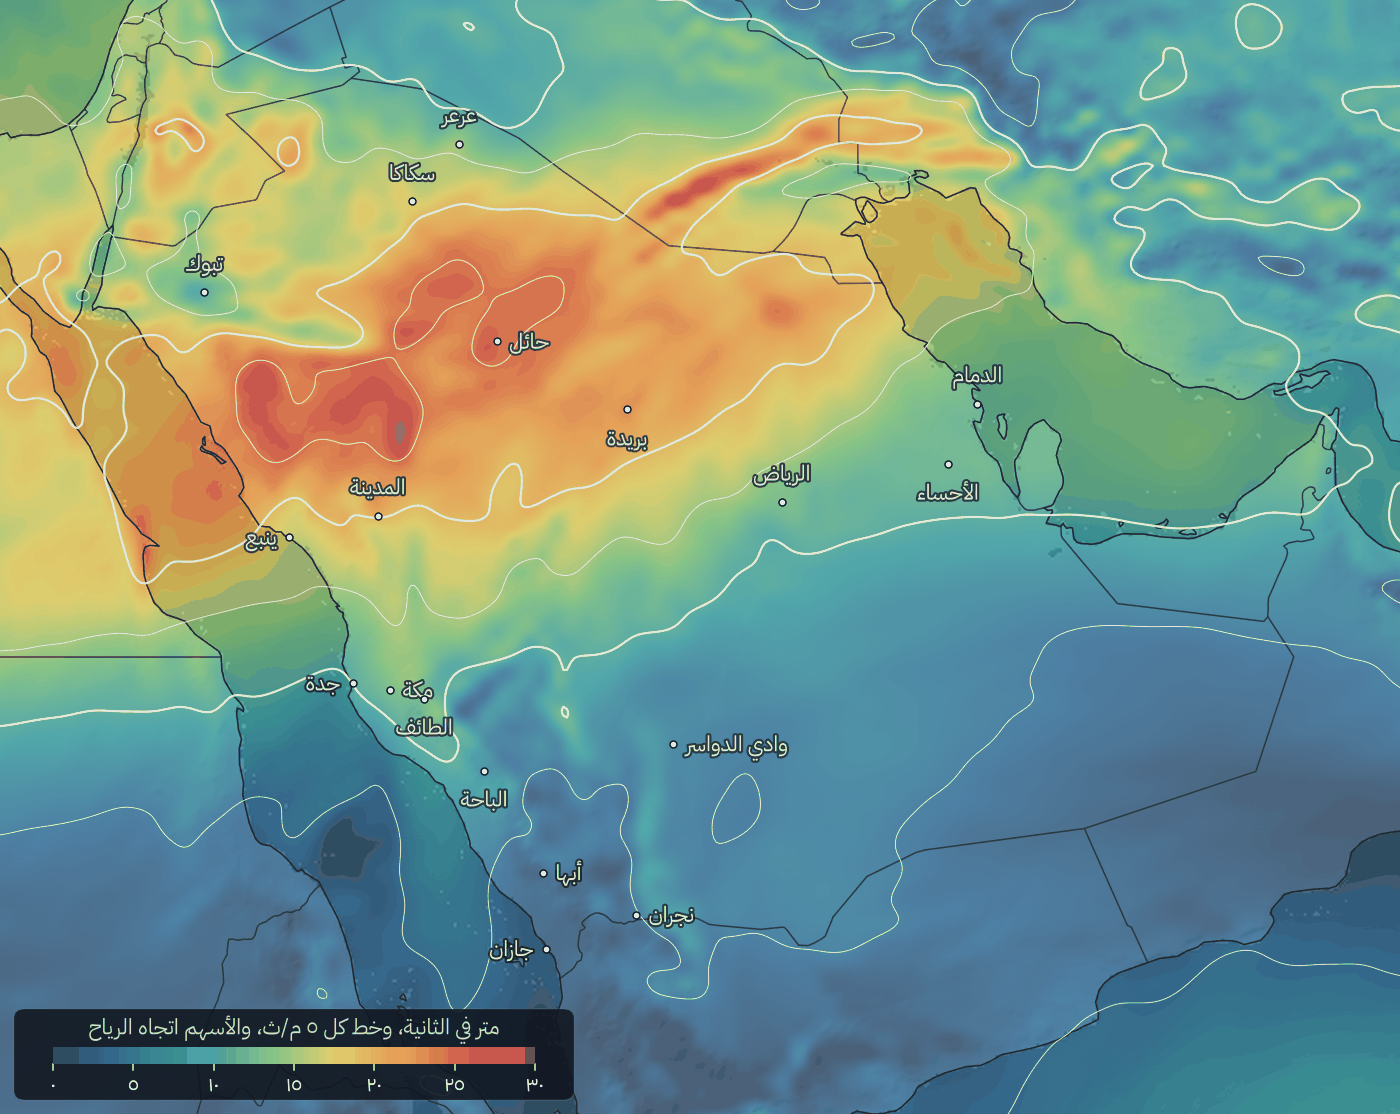 عرعر
سكاكا
تبوك
حائل
الدمام
بريدة
الرياض
المدينة
الأحساء
ينبع
جدة
مكة
الطائف
وادي الدواسر
الباحة
أبها
نجران
جازان
متر في الثانية، وخط كل ٥ م/ث، والأسهم اتجاه الرياح
٠ ٥ ١٠ ١٥ ٢٠ ٢٥ ٣٠